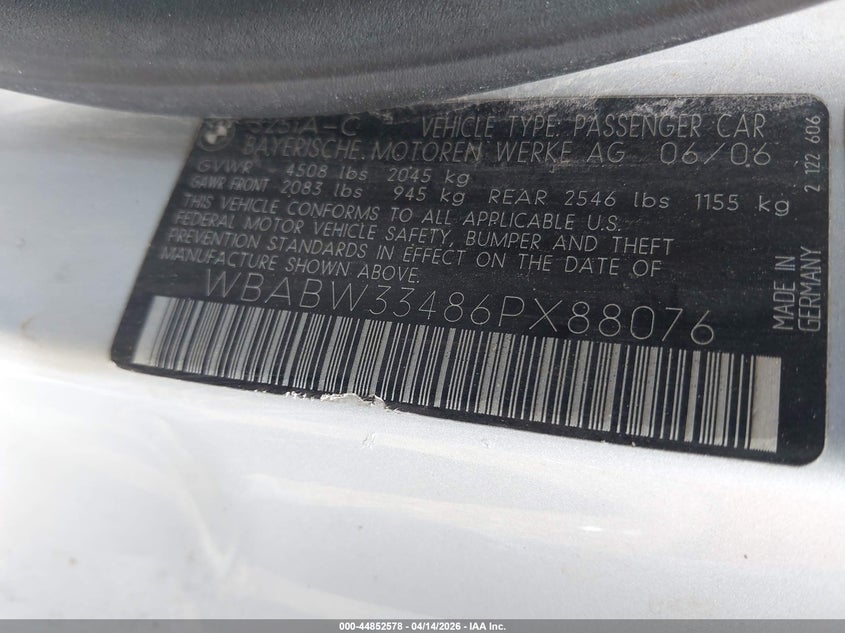 325iA-C VEHICLE TYPE: PASSENGER CAR
BAYERISCHE MOTOREN WERKE AG 06/06
GVWR 4508 lbs 2045 kg
GAWR FRONT 2083 lbs 945 kg REAR 2546 lbs 1155 kg
THIS VEHICLE CONFORMS TO ALL APPLICABLE U.S.
FEDERAL MOTOR VEHICLE SAFETY, BUMPER AND THEFT
PREVENTION STANDARDS IN EFFECT ON THE DATE OF
MANUFACTURE SHOWN ABOVE.
WBABW33486PX88076
MADE IN
GERMANY
2 122 606
000-44852578 - 04/14/2026 - IAA Inc.